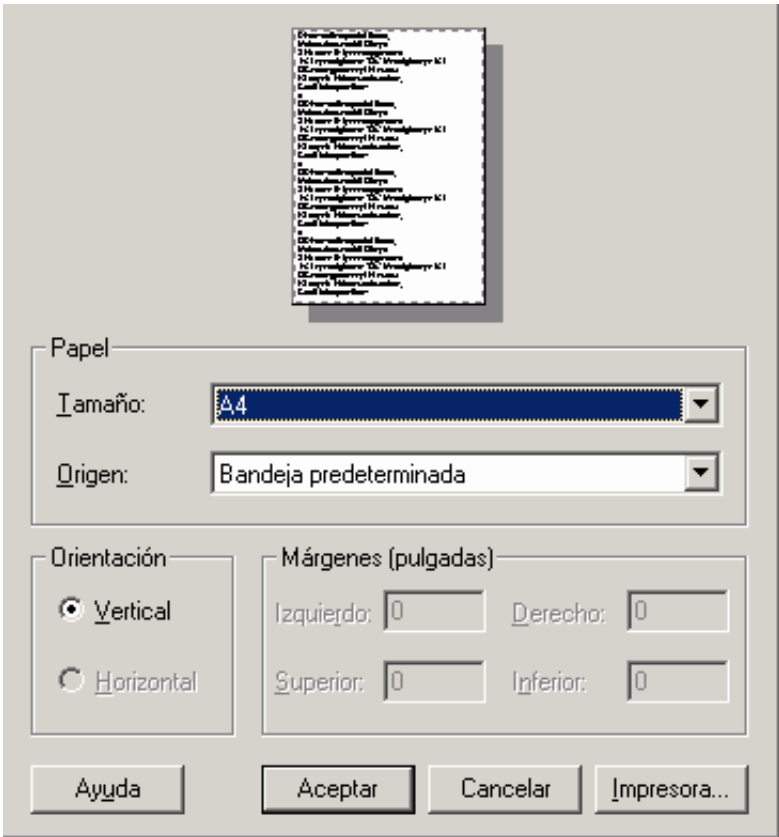 Papel
Tamaño: A4
Origen: Bandeja predeterminada
Orientación
Vertical
Horizontal
Márgenes (pulgadas)
Izquierdo: 0 Derecho: 0
Superior: 0 Inferior: 0
Ayuda Aceptar Cancelar Impresora...